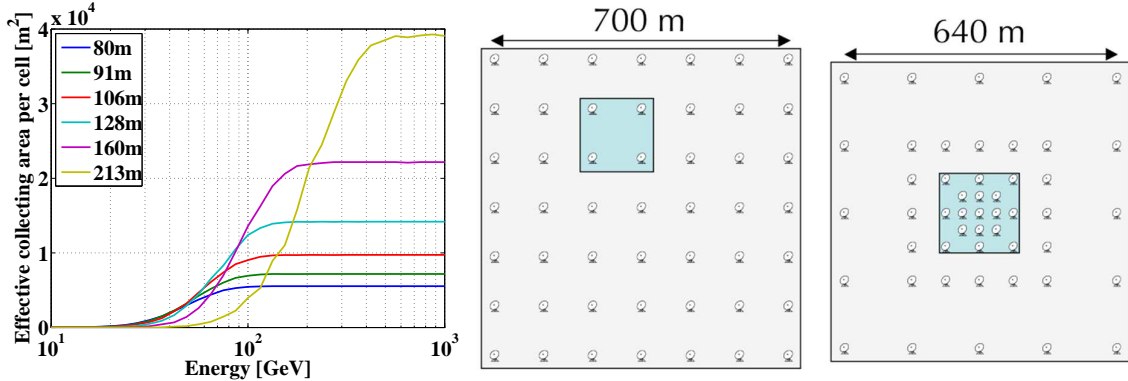 x 10^4
Effective collecting area per cell [m^2]
4
3
2
1
0
80m
91m
106m
128m
160m
213m
10^1
10^2
10^3
Energy [GeV]
700 m
640 m